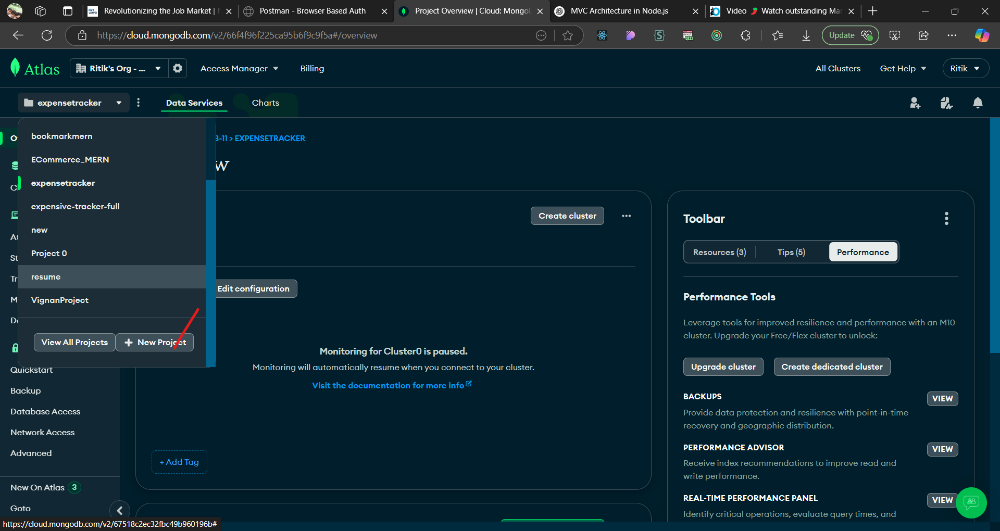 Revolutionizing the Job Market |
Postman - Browser Based Auth
Project Overview | Cloud: Mongo
MVC Architecture in Node.js
Video 🌶️ Watch outstanding Mar
https://cloud.mongodb.com/v2/66f4f96f225ca95b6f9c9f5a#/overview
Update
Atlas
Ritik's Org - ...
Access Manager
Billing
All Clusters
Get Help
Ritik
expensetracker
Data Services
Charts
bookmarkmern
ECommerce_MERN
expensetracker
expensive-tracker-full
new
Project 0
resume
VignanProject
View All Projects
+ New Project
-11 > EXPENSETRACKER
w
Create cluster
Edit configuration
Monitoring for Cluster0 is paused.
Monitoring will automatically resume when you connect to your cluster.
Visit the documentation for more info
+ Add Tag
Quickstart
Backup
Database Access
Network Access
Advanced
New On Atlas 3
Goto
https://cloud.mongodb.com/v2/67518c2ec32fbc49b960196b#
Toolbar
Resources (3)
Tips (5)
Performance
Performance Tools
Leverage tools for improved resilience and performance with an M10
cluster. Upgrade your Free/Flex cluster to unlock:
Upgrade cluster
Create dedicated cluster
BACKUPS
VIEW
Provide data protection and resilience with point-in-time
recovery and geographic distribution.
PERFORMANCE ADVISOR
VIEW
Receive index recommendations to improve read and
write performance.
REAL-TIME PERFORMANCE PANEL
VIEW
Identify critical operations, evaluate query times, and